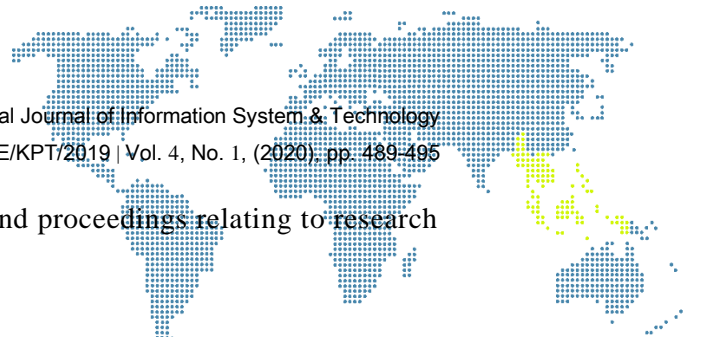 al Journal of Information System & Technology
E/KPT/2019 | Vol. 4, No. 1, (2020), pp. 489-495
nd proceedings relating to research